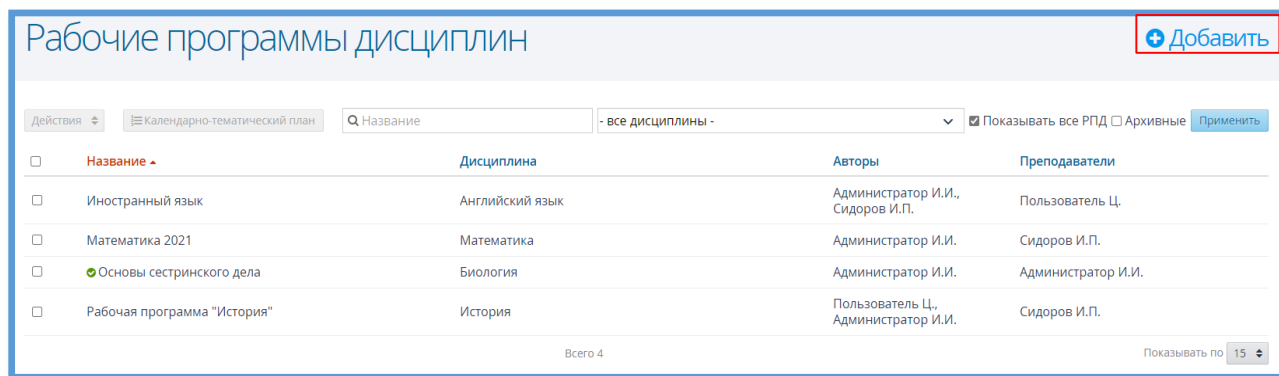 Рабочие программы дисциплин
Добавить
Действия Календарно-тематический план Название - все дисциплины - Показывать все РПД Архивные Применить
Название Дисциплина Авторы Преподаватели
Иностранный язык Английский язык Администратор И.И., Сидоров И.П. Пользователь Ц.
Математика 2021 Математика Администратор И.И. Сидоров И.П.
Основы сестринского дела Биология Администратор И.И. Администратор И.И.
Рабочая программа "История" История Пользователь Ц., Администратор И.И. Сидоров И.П.
Всего 4 Показывать по 15